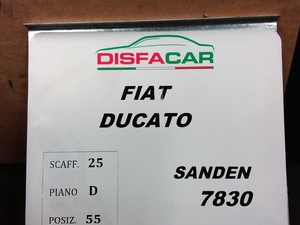 DISFACAR
FIAT
DUCATO
SCAFF. 25
PIANO D
POSIZ. 55
SANDEN
7830